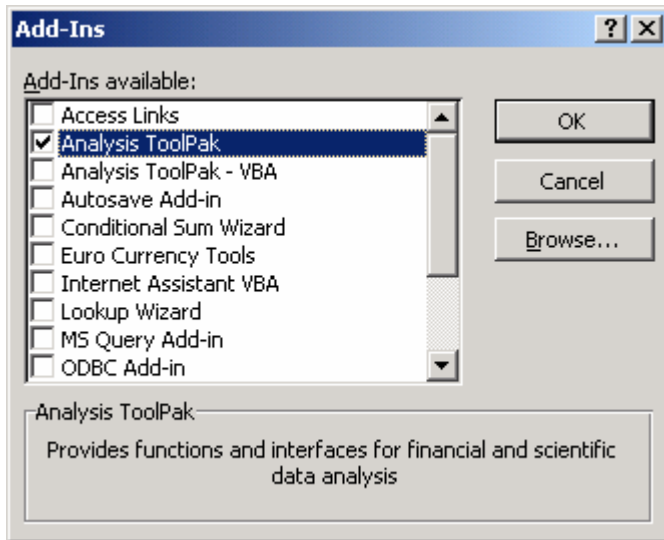 Add-Ins
Add-Ins available:
Access Links
Analysis ToolPak
Analysis ToolPak - VBA
Autosave Add-in
Conditional Sum Wizard
Euro Currency Tools
Internet Assistant VBA
Lookup Wizard
MS Query Add-in
ODBC Add-in
OK
Cancel
Browse...
Analysis ToolPak
Provides functions and interfaces for financial and scientific
data analysis